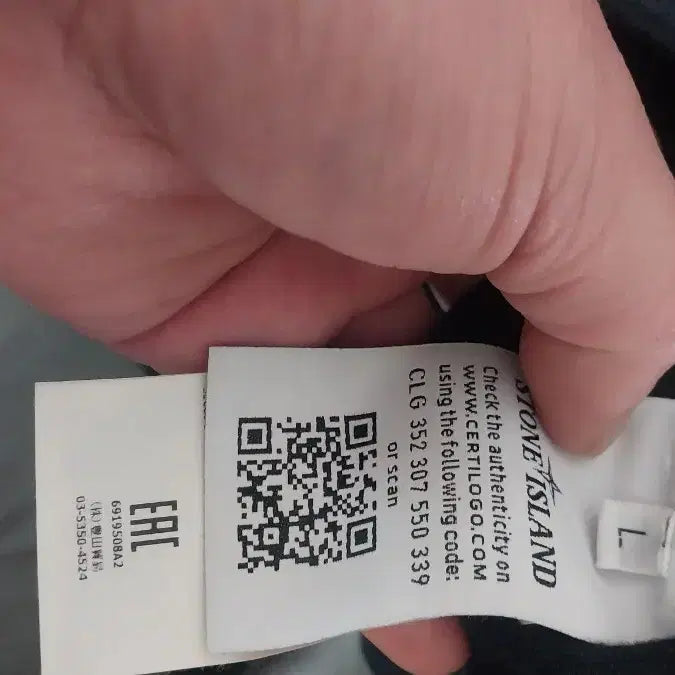 STONE ISLAND
Check the authenticity on
WWW.CERTILOGO.COM
using the following code:
CLG 352 307 550 339
or scan
L
EAC
6919508A2
03-5350-4524